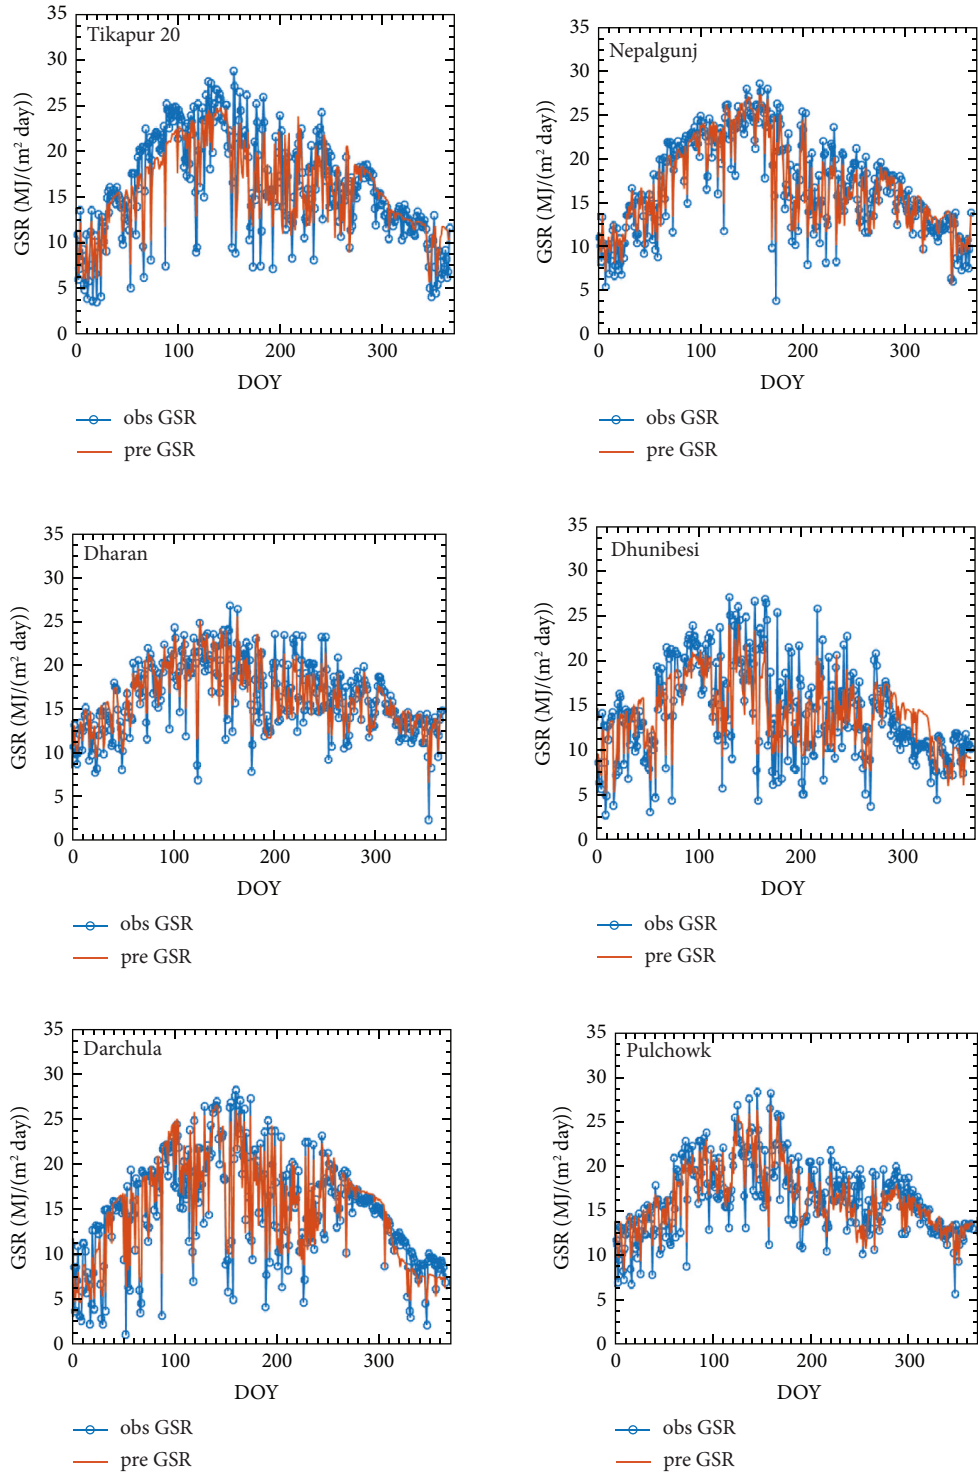 Tikapur 20
GSR (MJ/(m² day))
35
30
25
20
15
10
5
0
0 100 200 300
DOY
obs GSR
pre GSR
Nepalgunj
GSR (MJ/(m² day))
35
30
25
20
15
10
5
0
0 100 200 300
DOY
obs GSR
pre GSR
Dharan
GSR (MJ/(m² day))
35
30
25
20
15
10
5
0
0 100 200 300
DOY
obs GSR
pre GSR
Dhunibesi
GSR (MJ/(m² day))
35
30
25
20
15
10
5
0
0 100 200 300
DOY
obs GSR
pre GSR
Darchula
GSR (MJ/(m² day))
35
30
25
20
15
10
5
0
0 100 200 300
DOY
obs GSR
pre GSR
Pulchowk
GSR (MJ/(m² day))
35
30
25
20
15
10
5
0
0 100 200 300
DOY
obs GSR
pre GSR